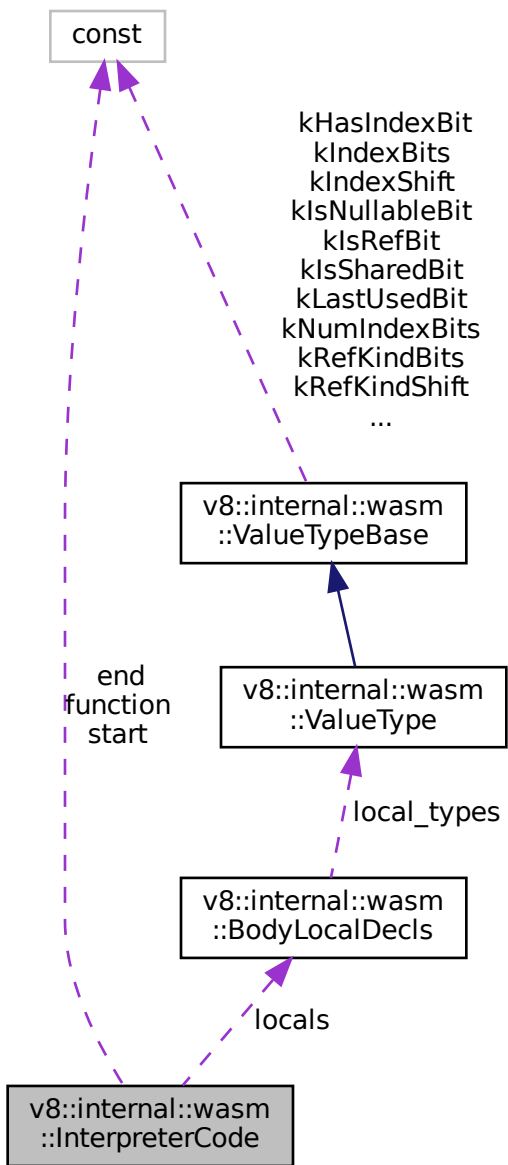 const
kHasIndexBit
kIndexBits
kIndexShift
kIsNullableBit
kIsRefBit
kIsSharedBit
kLastUsedBit
kNumIndexBits
kRefKindBits
kRefKindShift
...
v8::internal::wasm
::ValueTypeBase
end
function
start
v8::internal::wasm
::ValueType
local_types
v8::internal::wasm
::BodyLocalDecls
locals
v8::internal::wasm
::InterpreterCode